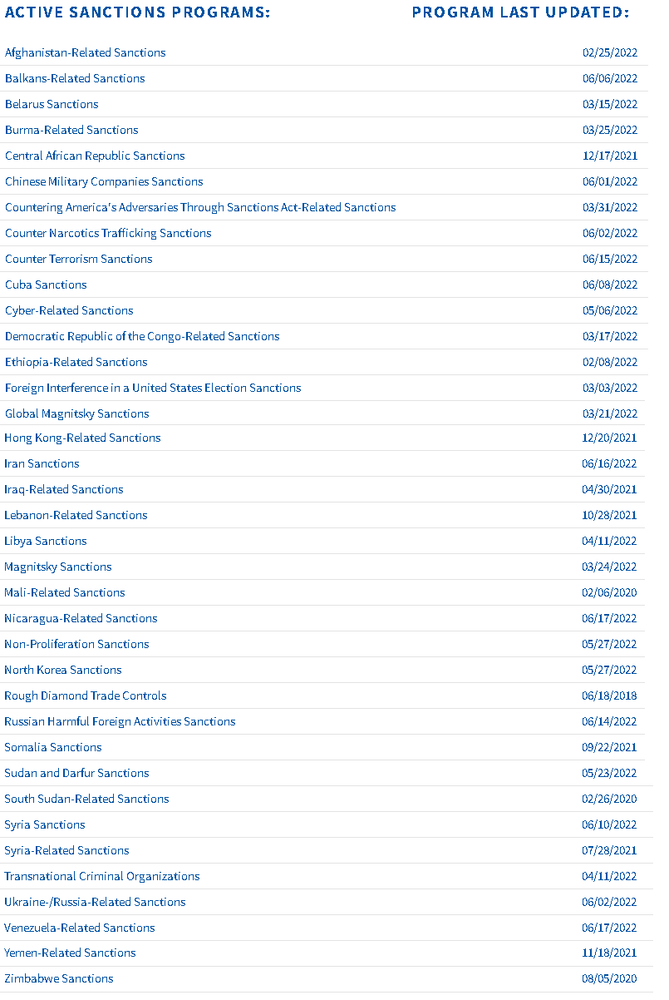 ACTIVE SANCTIONS PROGRAMS: PROGRAM LAST UPDATED:
Afghanistan-Related Sanctions 02/25/2022
Balkans-Related Sanctions 06/06/2022
Belarus Sanctions 03/15/2022
Burma-Related Sanctions 03/25/2022
Central African Republic Sanctions 12/17/2021
Chinese Military Companies Sanctions 06/01/2022
Countering America's Adversaries Through Sanctions Act-Related Sanctions 03/31/2022
Counter Narcotics Trafficking Sanctions 06/02/2022
Counter Terrorism Sanctions 06/15/2022
Cuba Sanctions 06/08/2022
Cyber-Related Sanctions 05/06/2022
Democratic Republic of the Congo-Related Sanctions 03/17/2022
Ethiopia-Related Sanctions 02/08/2022
Foreign Interference in a United States Election Sanctions 03/03/2022
Global Magnitsky Sanctions 03/21/2022
Hong Kong-Related Sanctions 12/20/2021
Iran Sanctions 06/16/2022
Iraq-Related Sanctions 04/30/2021
Lebanon-Related Sanctions 10/28/2021
Libya Sanctions 04/11/2022
Magnitsky Sanctions 03/24/2022
Mali-Related Sanctions 02/06/2020
Nicaragua-Related Sanctions 06/17/2022
Non-Proliferation Sanctions 05/27/2022
North Korea Sanctions 05/27/2022
Rough Diamond Trade Controls 06/18/2018
Russian Harmful Foreign Activities Sanctions 06/14/2022
Somalia Sanctions 09/22/2021
Sudan and Darfur Sanctions 05/23/2022
South Sudan-Related Sanctions 02/26/2020
Syria Sanctions 06/10/2022
Syria-Related Sanctions 07/28/2021
Transnational Criminal Organizations 04/11/2022
Ukraine-/Russia-Related Sanctions 06/02/2022
Venezuela-Related Sanctions 06/17/2022
Yemen-Related Sanctions 11/18/2021
Zimbabwe Sanctions 08/05/2020